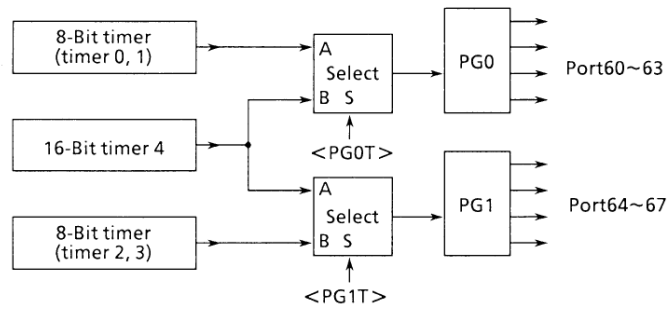 8-Bit timer
(timer 0, 1)
A
Select
B S
<PG0T>
PG0
Port60~63
16-Bit timer 4
8-Bit timer
(timer 2, 3)
A
Select
B S
<PG1T>
PG1
Port64~67